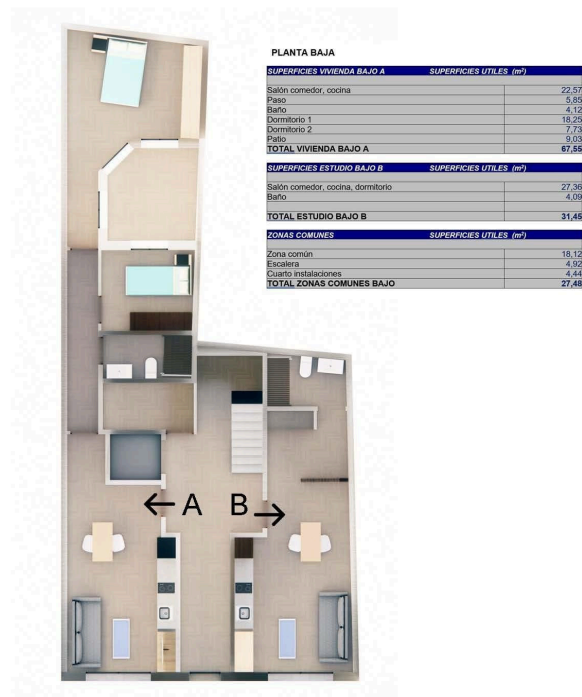 PLANTA BAJA
SUPERFICIES VIVIENDA BAJO A SUPERFICIES UTILES (m²)
Salón comedor, cocina 22,57
Paso 5,85
Baño 4,12
Dormitorio 1 18,25
Dormitorio 2 7,73
Patio 9,03
TOTAL VIVIENDA BAJO A 67,55
SUPERFICIES ESTUDIO BAJO B SUPERFICIES UTILES (m²)
Salón comedor, cocina, dormitorio 27,36
Baño 4,09
TOTAL ESTUDIO BAJO B 31,45
ZONAS COMUNES SUPERFICIES UTILES (m²)
Zona común 18,12
Escalera 4,92
Cuarto instalaciones 4,44
TOTAL ZONAS COMUNES BAJO 27,48
A B